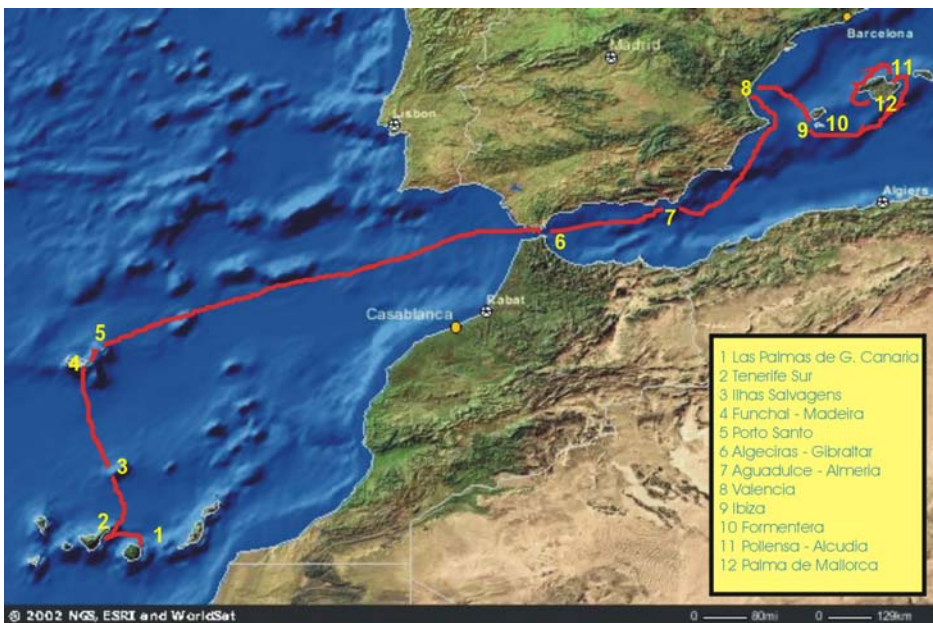 Barcelona
Madrid
11
8
12
Lisbon
9 10
Algiers
7
6
Rabat
Casablanca
5
4
3
2
1
1 Las Palmas de G. Canaria
2 Tenerife Sur
3 Ilhas Salvagens
4 Funchal - Madeira
5 Porto Santo
6 Algeciras - Gibraltar
7 Aguadulce - Almeria
8 Valencia
9 Ibiza
10 Formentera
11 Pollensa - Alcudia
12 Palma de Mallorca
© 2002 NGS, ESRI and WorldSat
0 80mi 0 129km